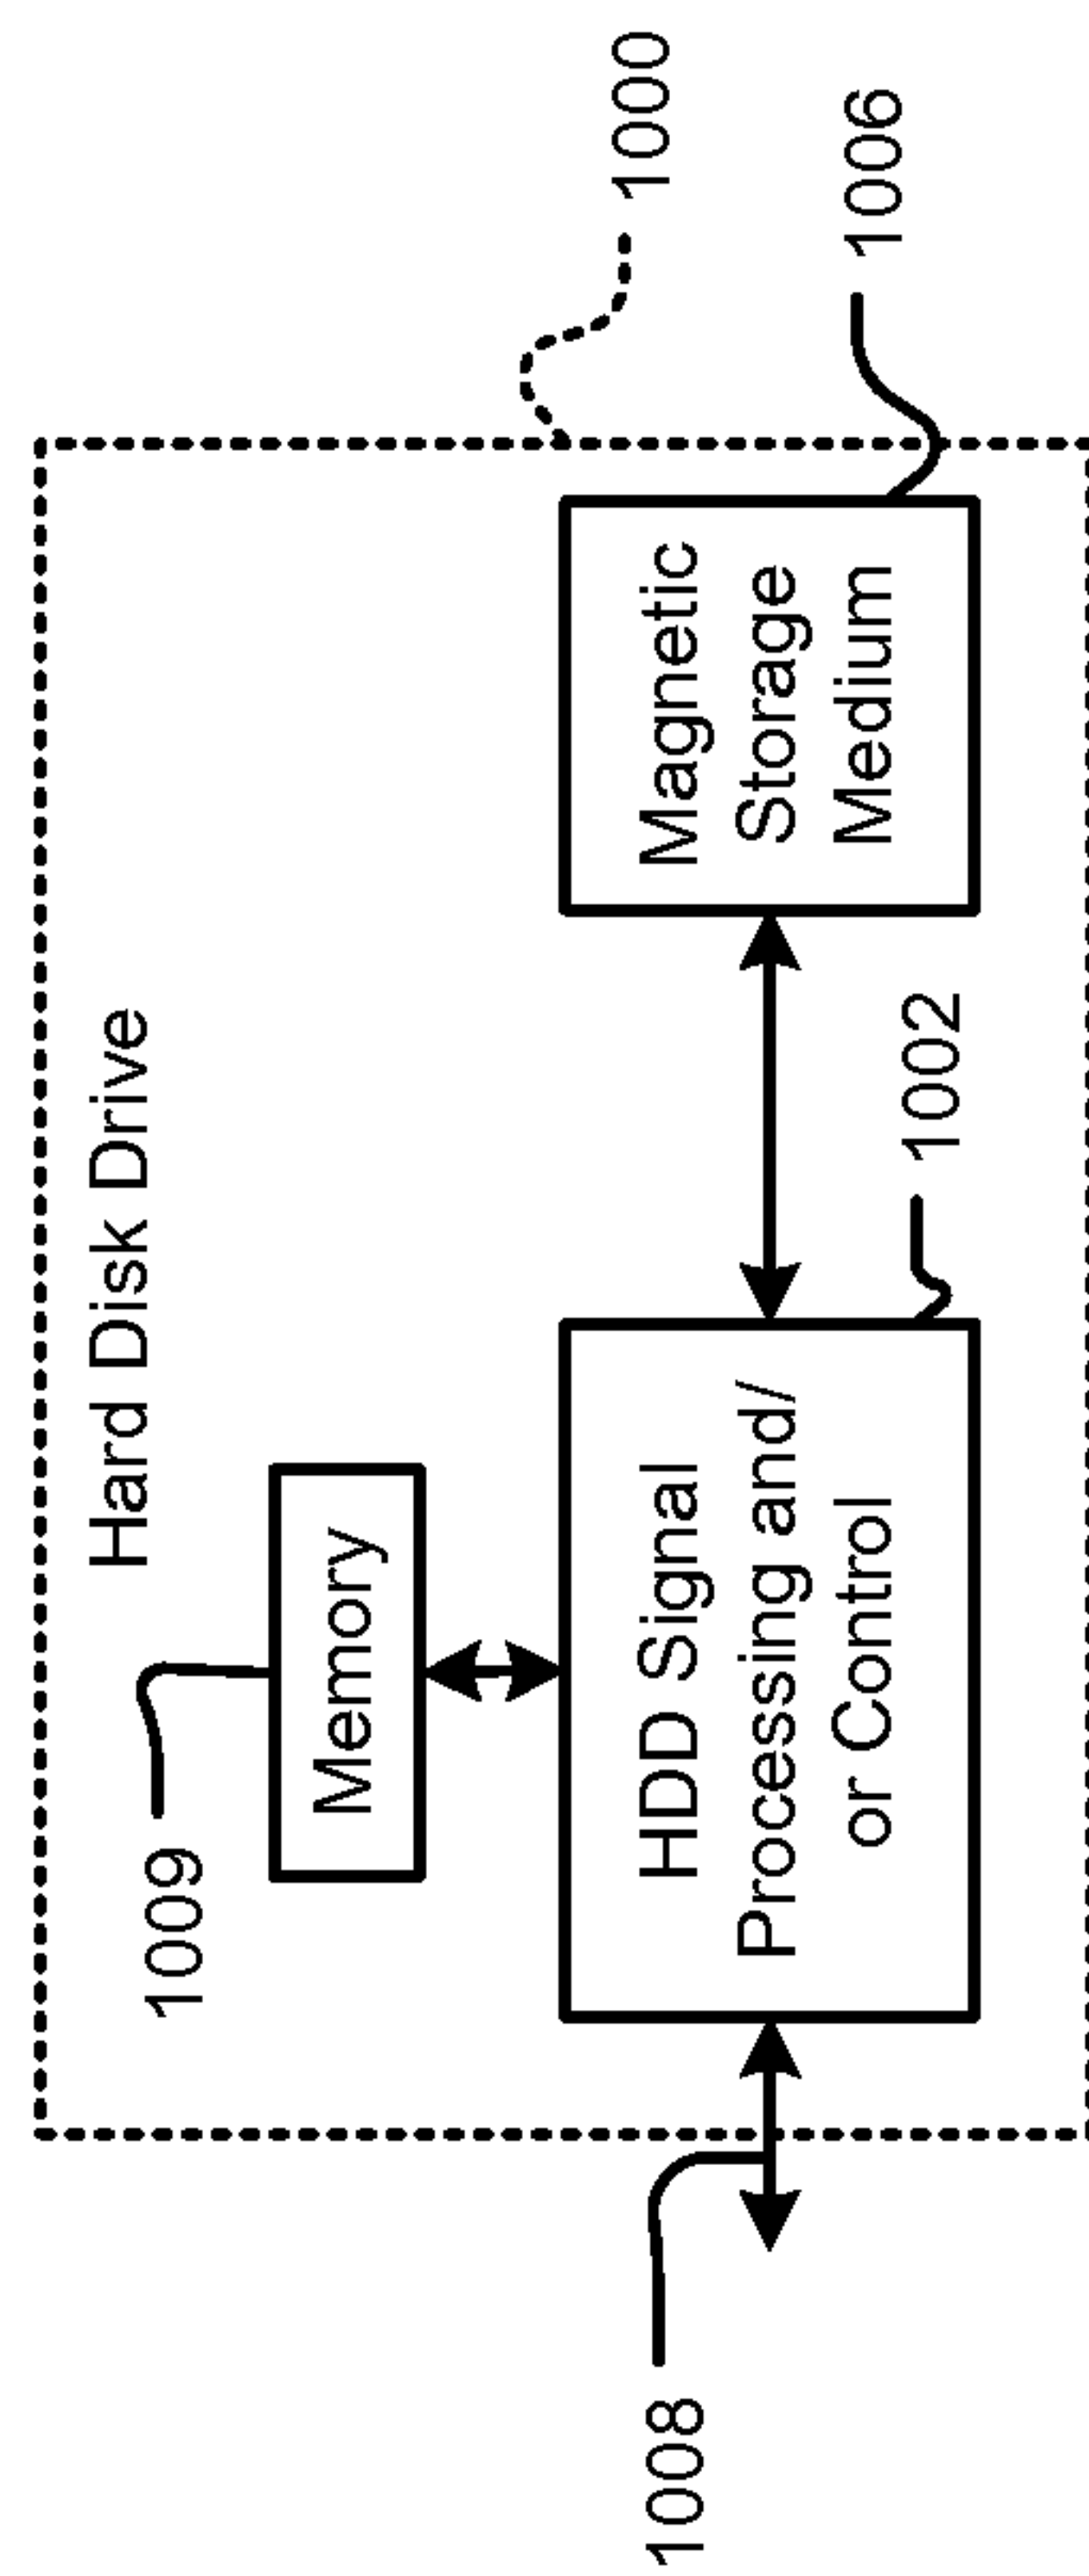 Hard Disk Drive
1009
Memory
1000
1008
HDD Signal
Processing and/
or Control
Magnetic
Storage
Medium
1006
1002